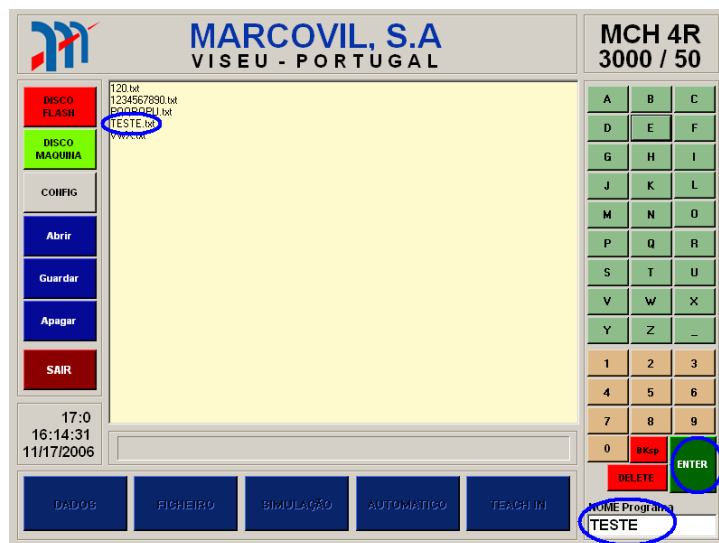 MARCOVIL, S.A
VISEU - PORTUGAL
MCH 4R
3000 / 50
DISCO
FLASH
DISCO
MAQUINA
CONFIG
Abrir
Guardar
Apagar
SAIR
17:0
16:14:31
11/17/2006
120.txt
1234567890.txt
TESTE.txt
VWX.txt
A B C
D E F
G H I
J K L
M N O
P Q R
S T U
V W X
Y Z _
1 2 3
4 5 6
7 8 9
0 BKsp ENTER
DELETE
NOME Programa
TESTE
DADOS FICHEIRO SIMULAÇÃO AUTOMATICO TEACH IN